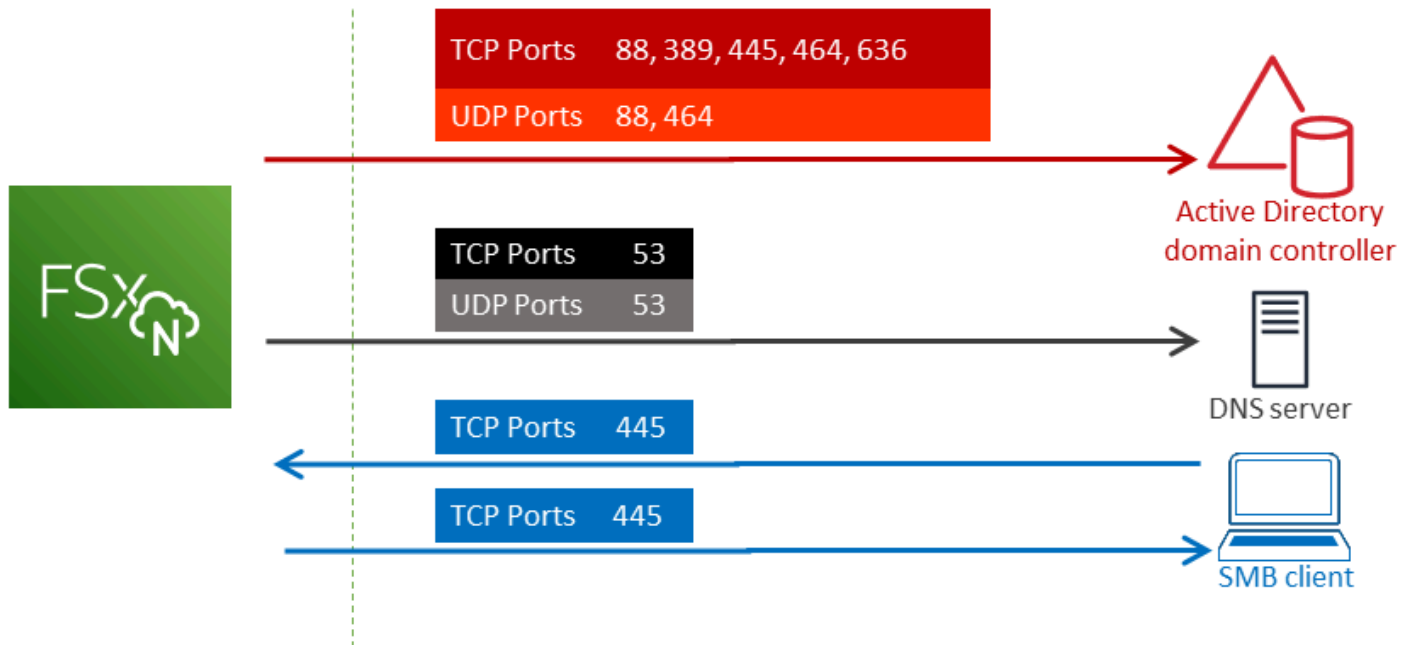 TCP Ports 88, 389, 445, 464, 636
UDP Ports 88, 464
Active Directory
domain controller
FSx
N
TCP Ports 53
UDP Ports 53
DNS server
TCP Ports 445
TCP Ports 445
SMB client